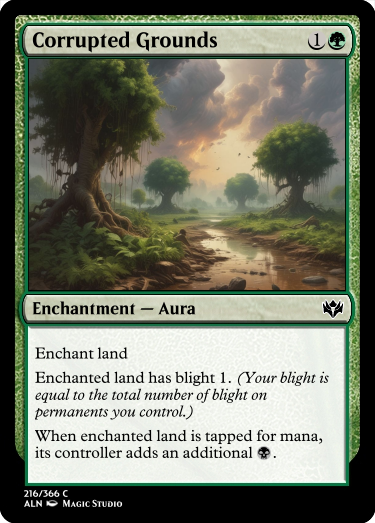 Corrupted Grounds 1
Enchantment — Aura
Enchant land
Enchanted land has blight 1. (Your blight is
equal to the total number of blight on
permanents you control.)
When enchanted land is tapped for mana,
its controller adds an additional .
216/366 C
ALN Magic Studio